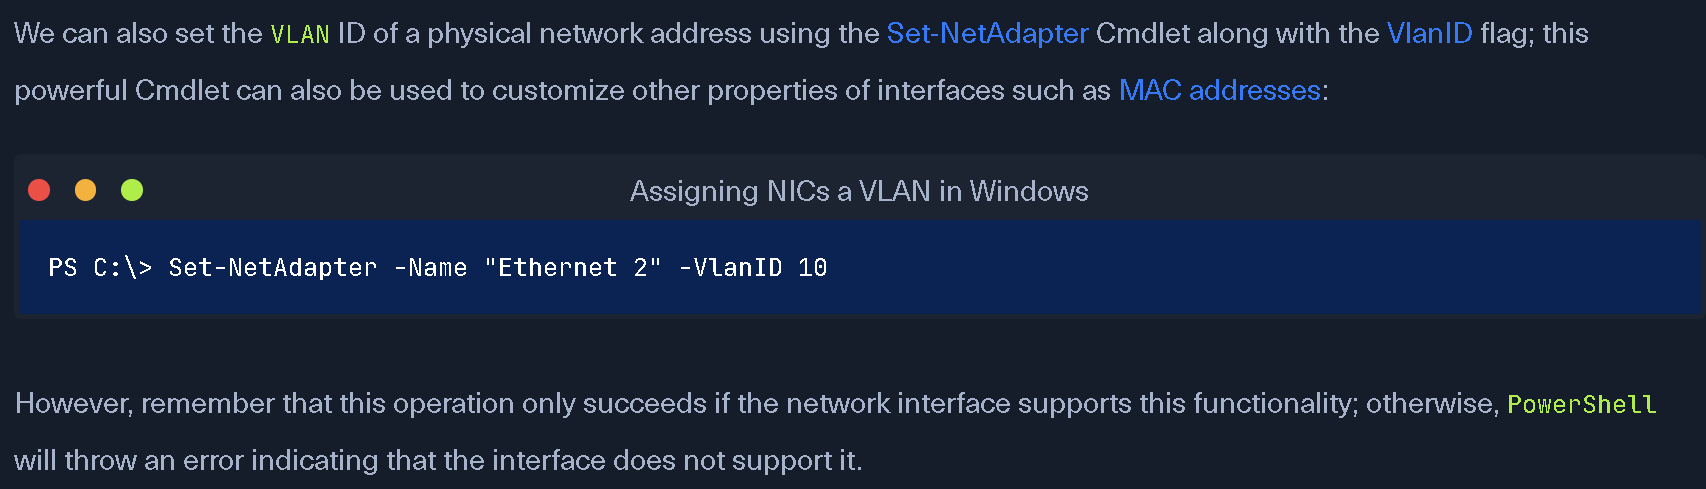 We can also set the VLAN ID of a physical network address using the Set-NetAdapter Cmdlet along with the VlanID flag; this
powerful Cmdlet can also be used to customize other properties of interfaces such as MAC addresses:
Assigning NICs a VLAN in Windows
PS C:\> Set-NetAdapter -Name "Ethernet 2" -VlanID 10
However, remember that this operation only succeeds if the network interface supports this functionality; otherwise, PowerShell
will throw an error indicating that the interface does not support it.